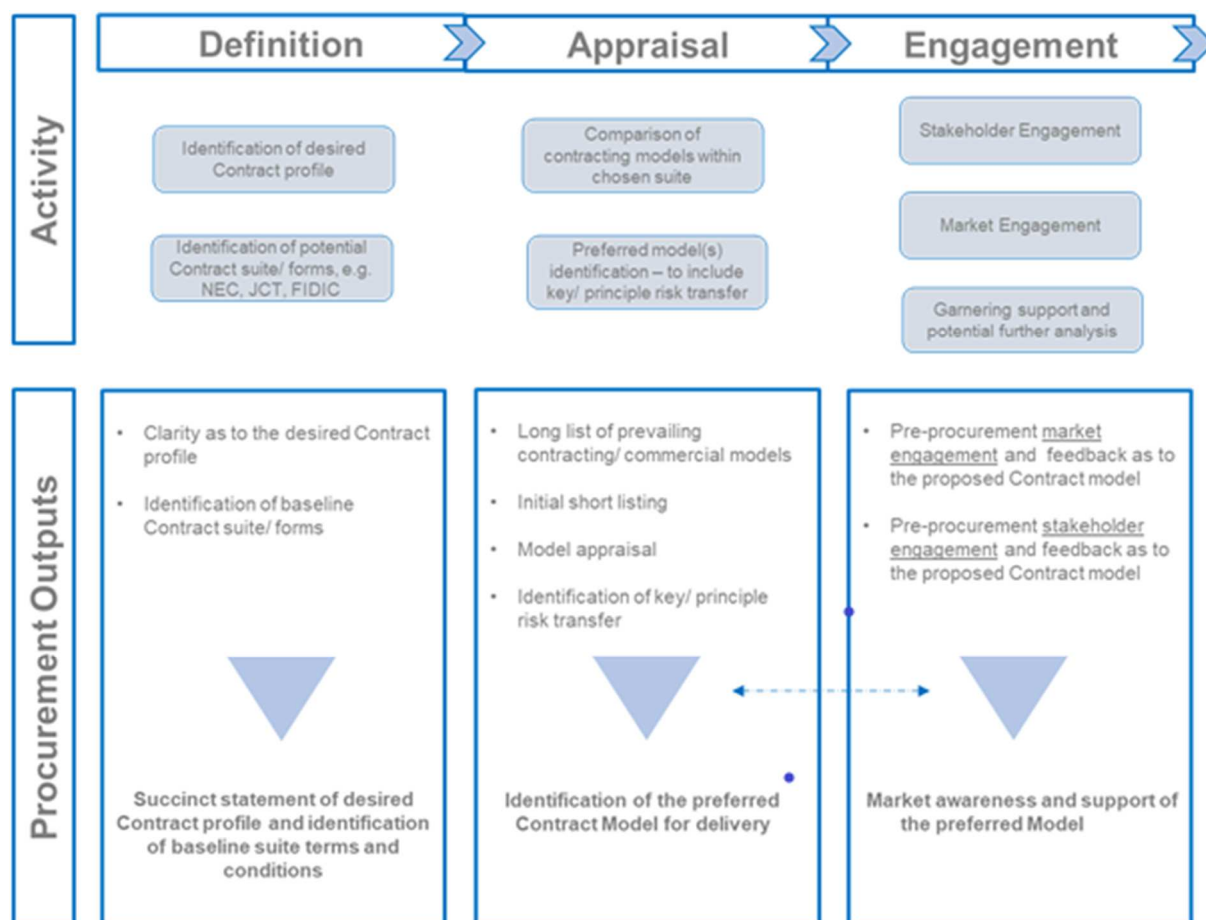 Definition
Appraisal
Engagement
Activity
Identification of desired
Contract profile
Identification of potential
Contract suite/ forms, e.g.
NEC, JCT, FIDIC
Comparison of
contracting models within
chosen suite
Preferred model(s)
identification – to include
key/ principle risk transfer
Stakeholder Engagement
Market Engagement
Garnering support and
potential further analysis
Procurement Outputs
• Clarity as to the desired Contract
profile
• Identification of baseline
Contract suite/ forms
Succinct statement of desired
Contract profile and identification
of baseline suite terms and
conditions
• Long list of prevailing
contracting/ commercial models
• Initial short listing
• Model appraisal
• Identification of key/ principle
risk transfer
Identification of the preferred
Contract Model for delivery
• Pre-procurement market
engagement and feedback as to
the proposed Contract model
• Pre-procurement stakeholder
engagement and feedback as to
the proposed Contract model
Market awareness and support of
the preferred Model